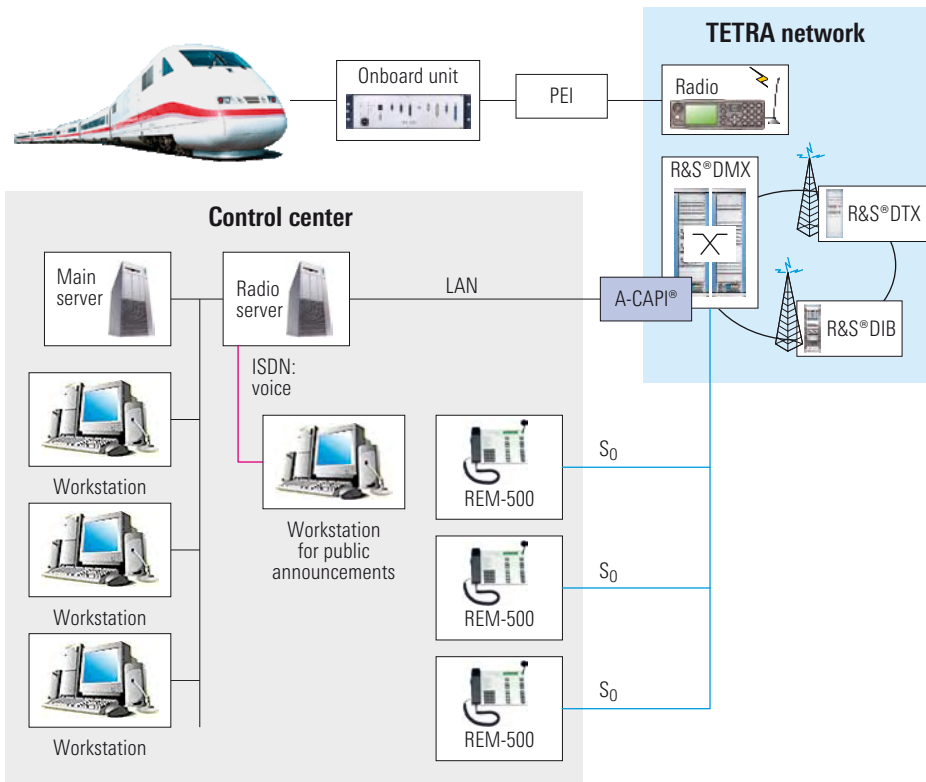 TETRA network
Onboard unit
PEI
Radio
R&S®DMX
R&S®DTX
R&S®DIB
A-CAPI®
LAN
Control center
Main
server
Radio
server
ISDN:
voice
Workstation
Workstation
Workstation
Workstation
for public
announcements
REM-500
REM-500
REM-500
S0
S0
S0